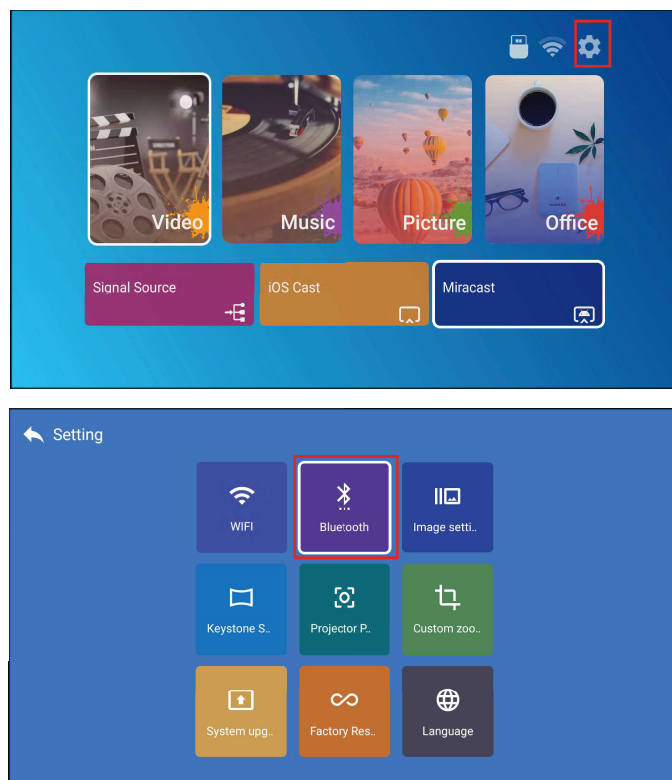 Video
Music
Picture
Office
Signal Source
iOS Cast
Miracast
Setting
WIFI
Bluetooth
Image setti..
Keystone S..
Projector P..
Custom zoo..
System upg..
Factory Res..
Language